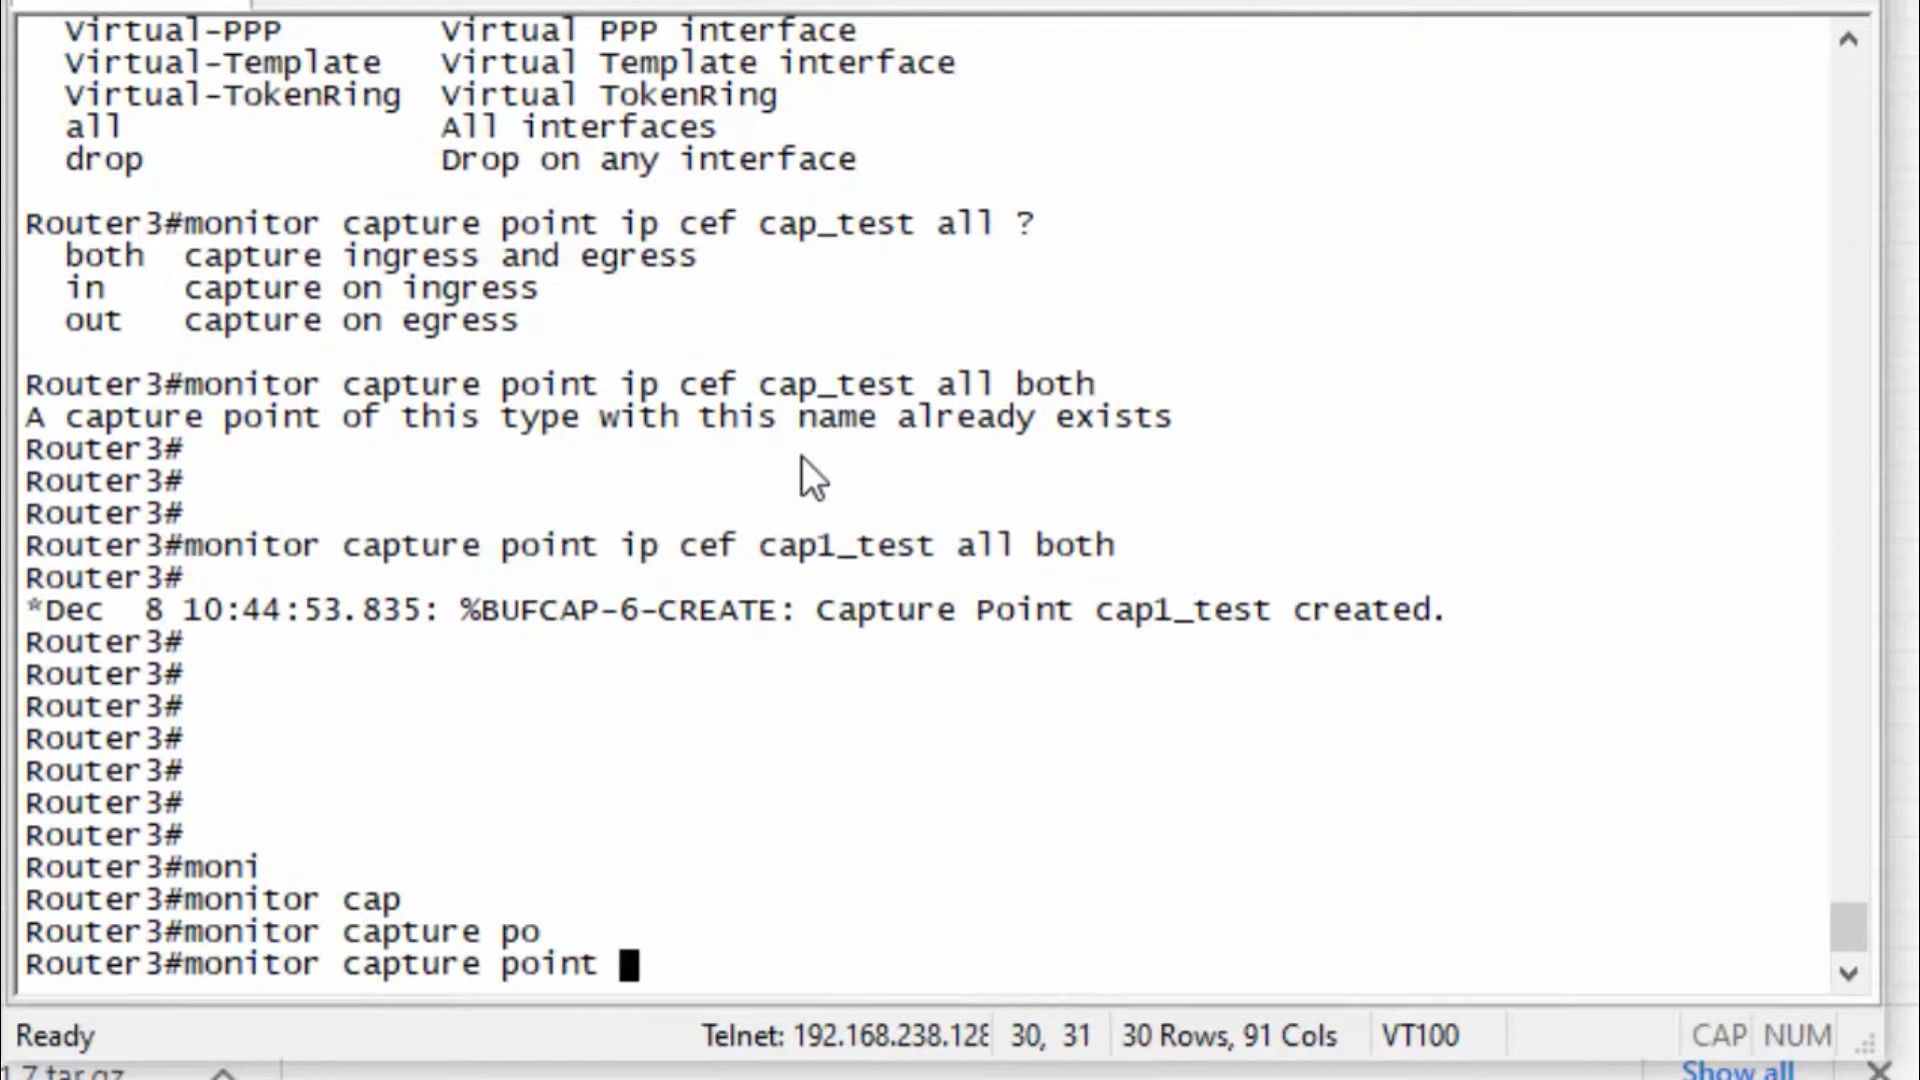 Virtual-PPP Virtual PPP interface
Virtual-Template Virtual Template interface
Virtual-TokenRing Virtual TokenRing
all All interfaces
drop Drop on any interface
Router3#monitor capture point ip cef cap_test all ?
both capture ingress and egress
in capture on ingress
out capture on egress
Router3#monitor capture point ip cef cap_test all both
A capture point of this type with this name already exists
Router3#
Router3#
Router3#
Router3#monitor capture point ip cef cap1_test all both
Router3#
*Dec 8 10:44:53.835: %BUFCAP-6-CREATE: Capture Point cap1_test created.
Router3#
Router3#
Router3#
Router3#
Router3#
Router3#
Router3#
Router3#moni
Router3#monitor cap
Router3#monitor capture po
Router3#monitor capture point
Ready Telnet: 192.168.238.128 30, 31 30 Rows, 91 Cols VT100 CAP NUM
Show all